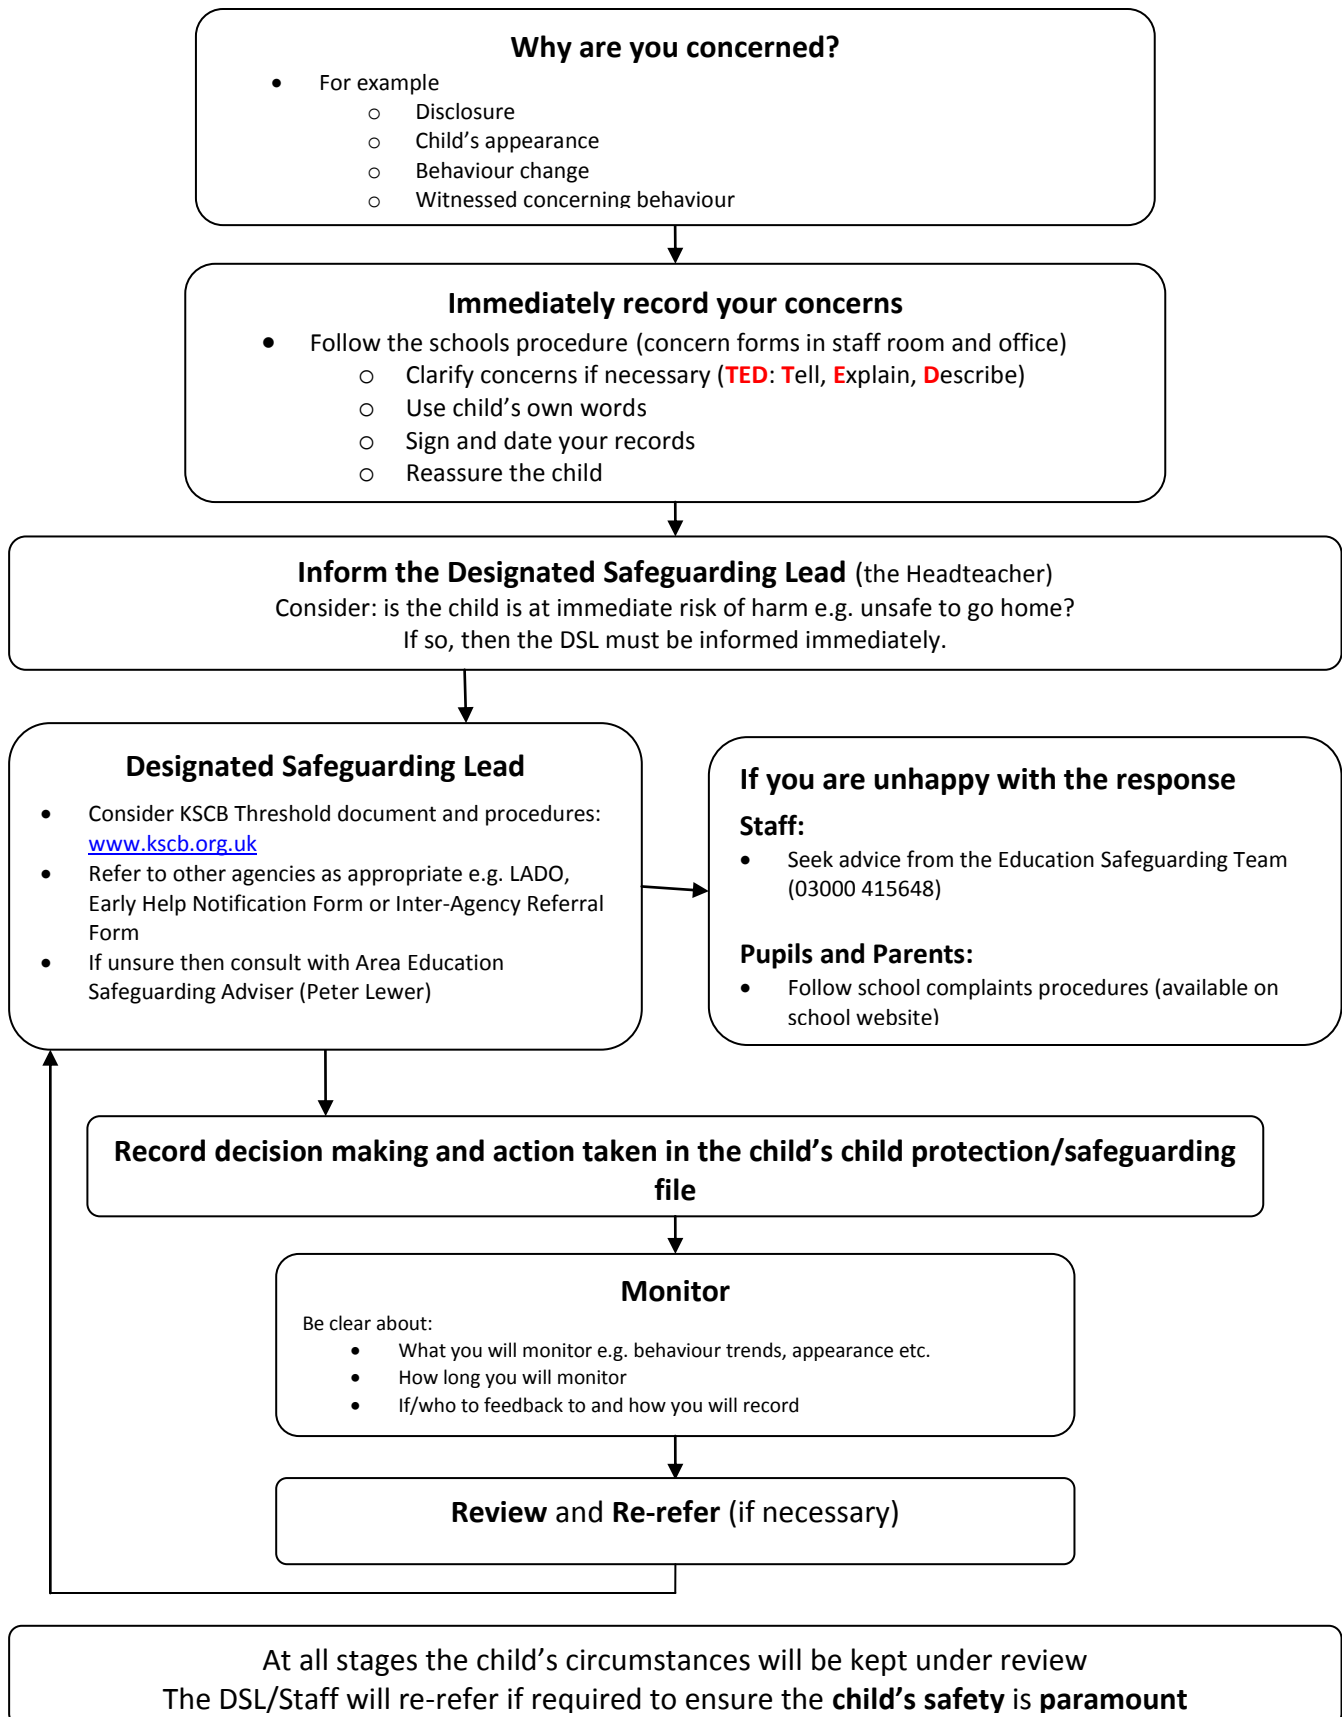 Why are you concerned?
• For example
o Disclosure
o Child’s appearance
o Behaviour change
o Witnessed concerning behaviour
Immediately record your concerns
• Follow the schools procedure (concern forms in staff room and office)
o Clarify concerns if necessary (TED: Tell, Explain, Describe)
o Use child’s own words
o Sign and date your records
o Reassure the child
Inform the Designated Safeguarding Lead (the Headteacher)
Consider: is the child is at immediate risk of harm e.g. unsafe to go home?
If so, then the DSL must be informed immediately.
Designated Safeguarding Lead
• Consider KSCB Threshold document and procedures:
www.kscb.org.uk
• Refer to other agencies as appropriate e.g. LADO,
Early Help Notification Form or Inter-Agency Referral
Form
• If unsure then consult with Area Education
Safeguarding Adviser (Peter Lewer)
If you are unhappy with the response
Staff:
• Seek advice from the Education Safeguarding Team
(03000 415648)
Pupils and Parents:
• Follow school complaints procedures (available on
school website)
Record decision making and action taken in the child’s child protection/safeguarding
file
Monitor
Be clear about:
• What you will monitor e.g. behaviour trends, appearance etc.
• How long you will monitor
• If/who to feedback to and how you will record
Review and Re-refer (if necessary)
At all stages the child’s circumstances will be kept under review
The DSL/Staff will re-refer if required to ensure the child’s safety is paramount